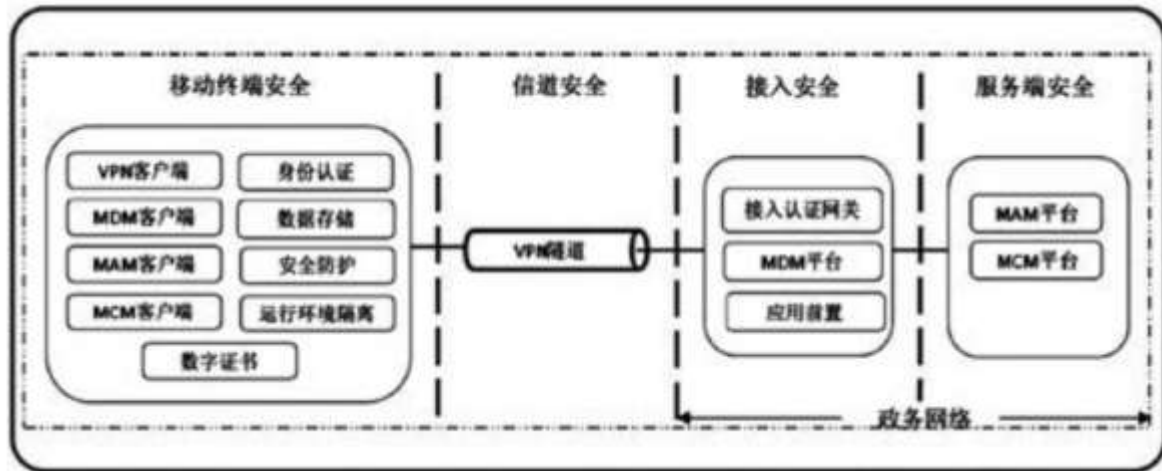 移动终端安全
信道安全
接入安全
服务端安全
VPN客户端
身份认证
MDM客户端
数据存储
MAM客户端
安全防护
MCM客户端
运行环境隔离
数字证书
VPN隧道
接入认证网关
MDM平台
应用前置
MAM平台
MCM平台
政务网络